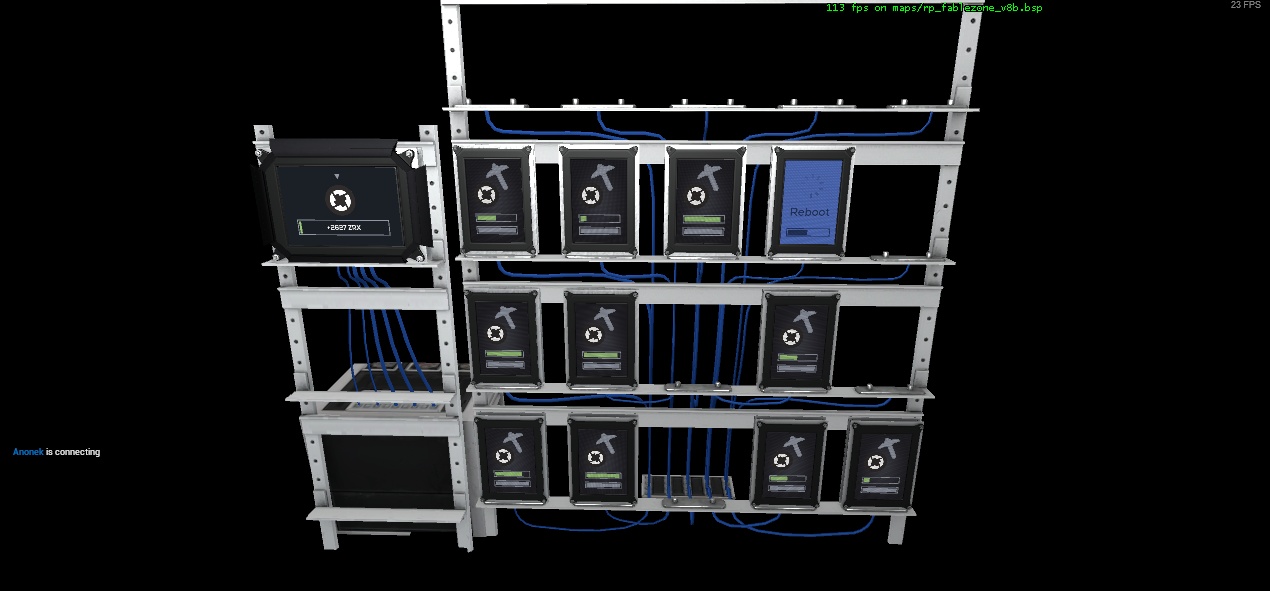 113 fps on maps/rp_fablezone_v8b.bsp
23 FPS
+2627 ZRX
Reboot
Anonek is connecting